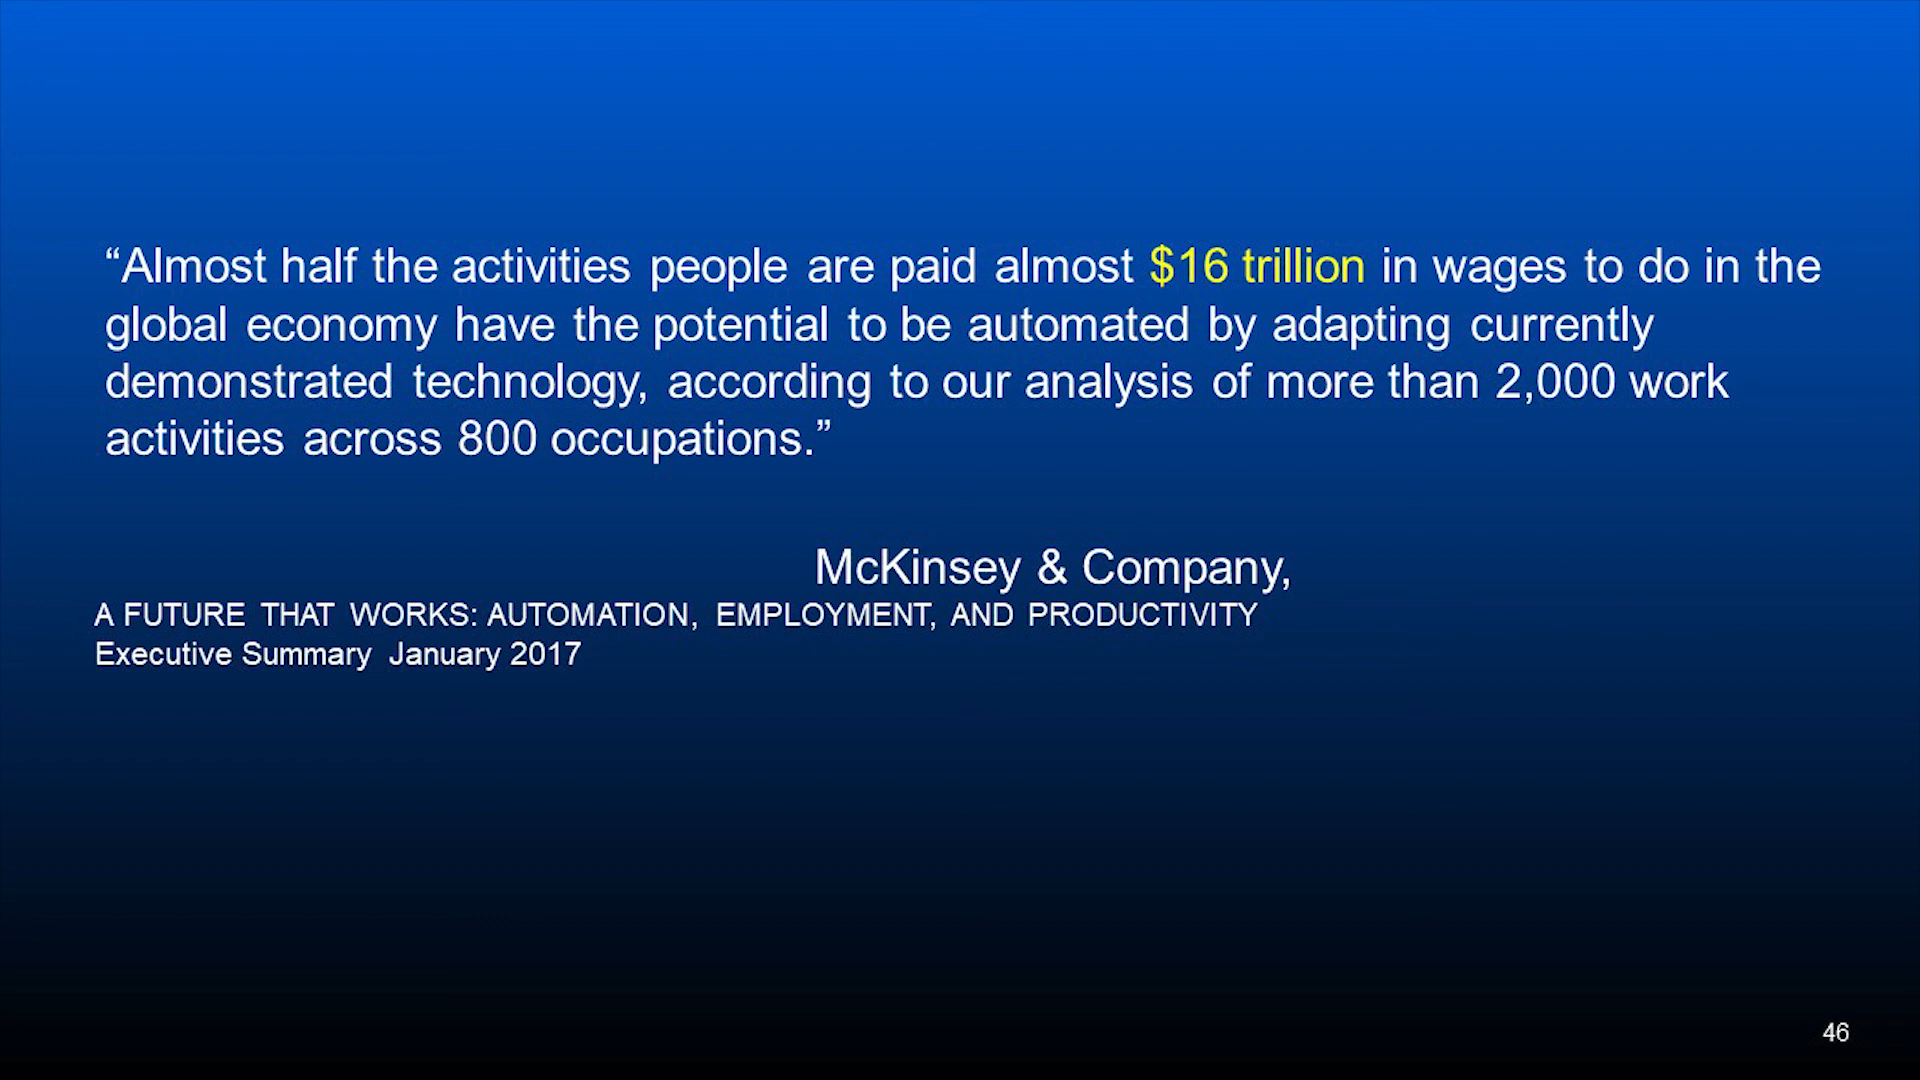 “Almost half the activities people are paid almost $16 trillion in wages to do in the
global economy have the potential to be automated by adapting currently
demonstrated technology, according to our analysis of more than 2,000 work
activities across 800 occupations.”
McKinsey & Company,
A FUTURE THAT WORKS: AUTOMATION, EMPLOYMENT, AND PRODUCTIVITY
Executive Summary January 2017
46